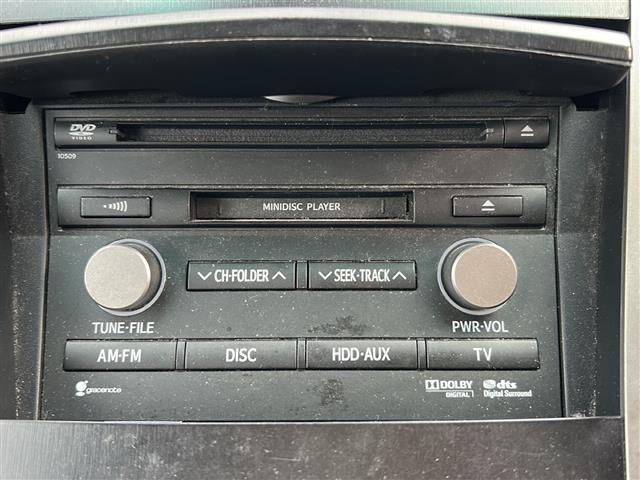 DVD
VIDEO
10509
MINIDISC PLAYER
CH·FOLDER
SEEK·TRACK
TUNE·FILE
PWR·VOL
AM·FM
DISC
HDD·AUX
TV
gracenote
DOLBY
DIGITAL
dts
Digital Surround